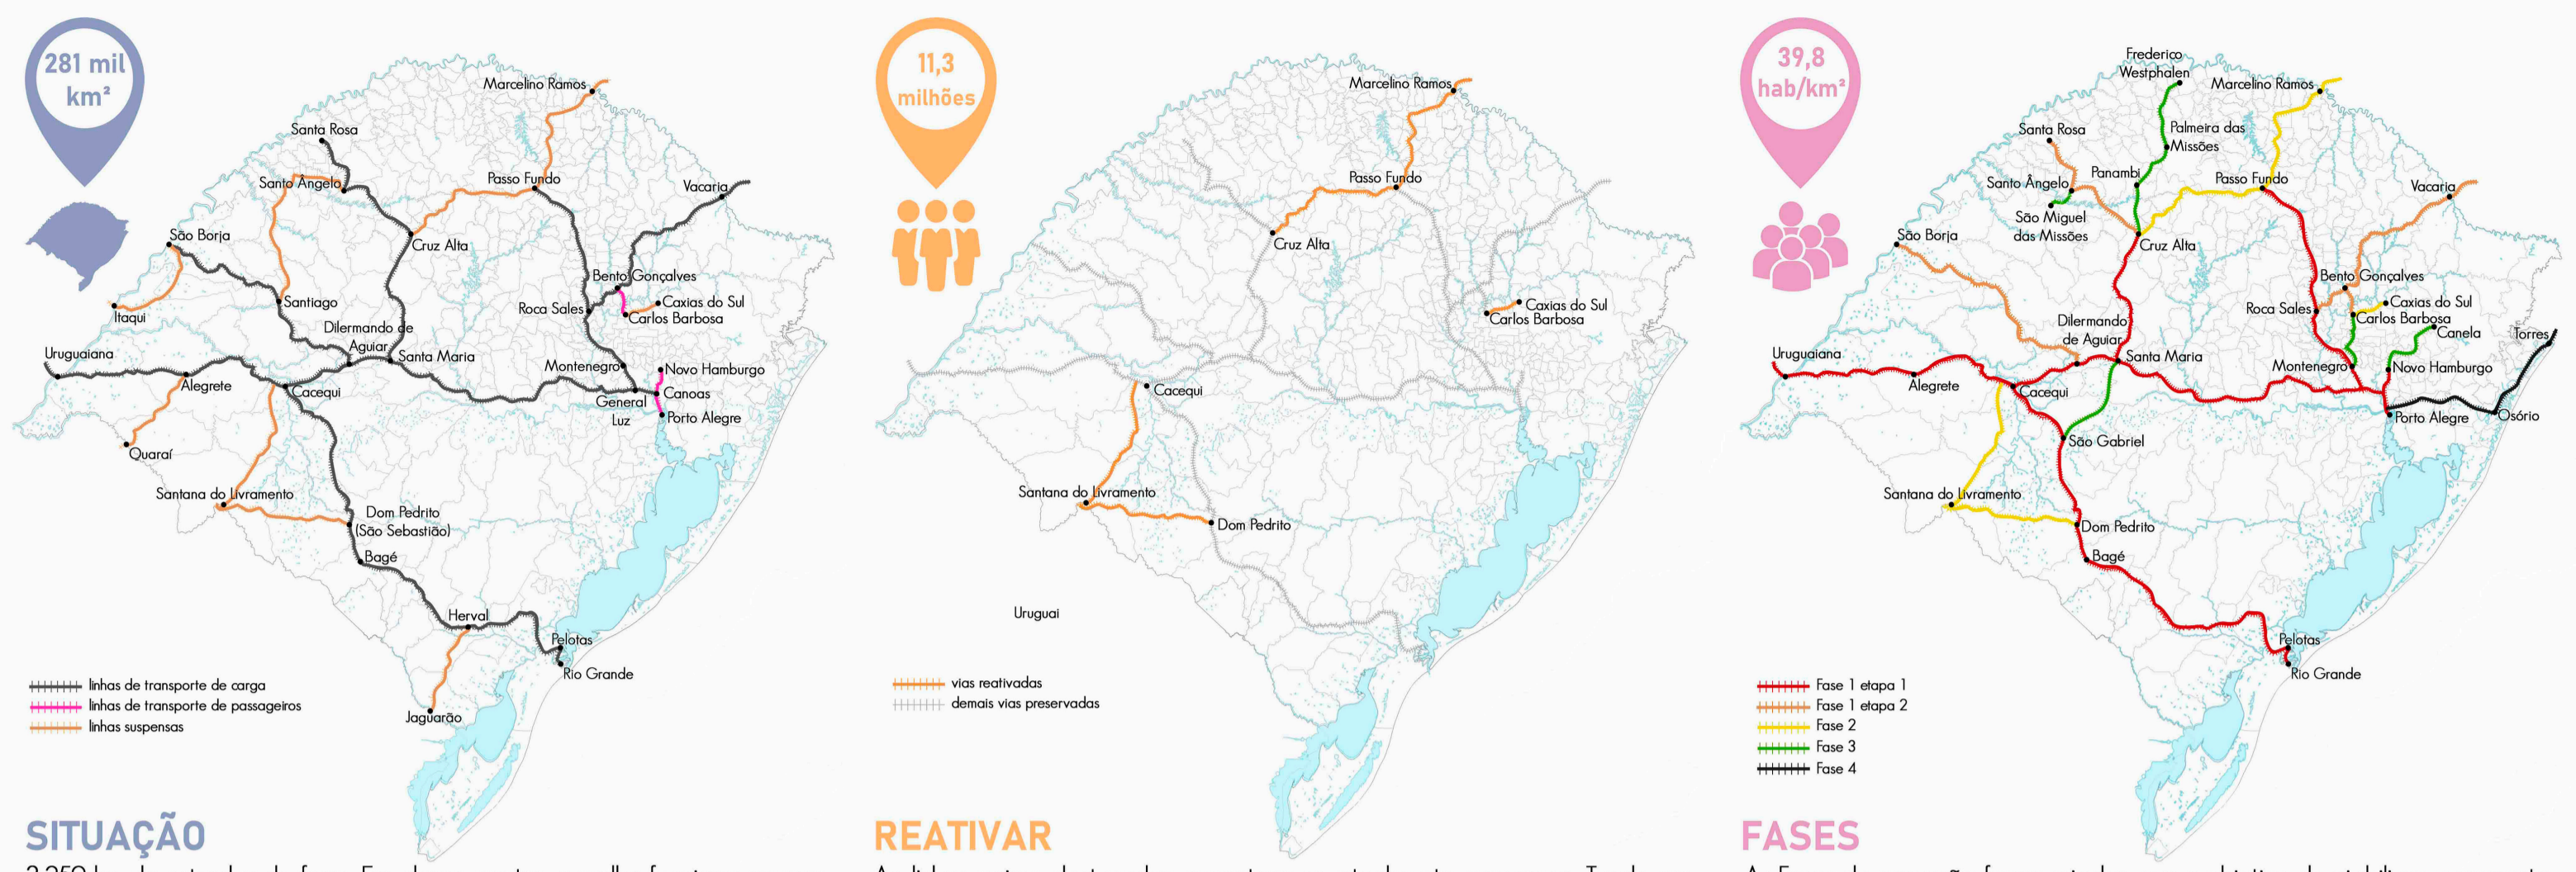 281 mil
km²
Marcelino Ramos
Santa Rosa
Santo Ângelo
Passo Fundo
Vacaria
São Borja
Cruz Alta
Bento Gonçalves
Santiago
Itaqui
Roca Sales
Caxias do Sul
Carlos Barbosa
Dilermando de
Aguiar
Uruguaiana
Santa Maria
Montenegro
Novo Hamburgo
Alegrete
Cacequi
General
Luz
Canoas
Porto Alegre
Quaraí
Santana do Livramento
Dom Pedrito
(São Sebastião)
Bagé
Herval
Pelotas
Rio Grande
Jaguarão
linhas de transporte de carga
linhas de transporte de passageiros
linhas suspensas
SITUAÇÃO
11,3
milhões
Marcelino Ramos
Passo Fundo
Cruz Alta
Caxias do Sul
Carlos Barbosa
Cacequi
Santana do Livramento
Dom Pedrito
Uruguai
vias reativadas
demais vias preservadas
REATIVAR
39,8
hab/km²
Frederico
Westphalen
Marcelino Ramos
Santa Rosa
Palmeira das
Missões
Santo Ângelo
Panambi
Passo Fundo
Vacaria
São Miguel
das Missões
São Borja
Cruz Alta
Bento Gonçalves
Roca Sales
Caxias do Sul
Carlos Barbosa
Canela
Torres
Dilermando
de Aguiar
Uruguaiana
Santa Maria
Montenegro
Novo Hamburgo
Alegrete
Cacequi
Porto Alegre
Osório
São Gabriel
Santana do Livramento
Dom Pedrito
Bagé
Pelotas
Rio Grande
Fase 1 etapa 1
Fase 1 etapa 2
Fase 2
Fase 3
Fase 4
FASES